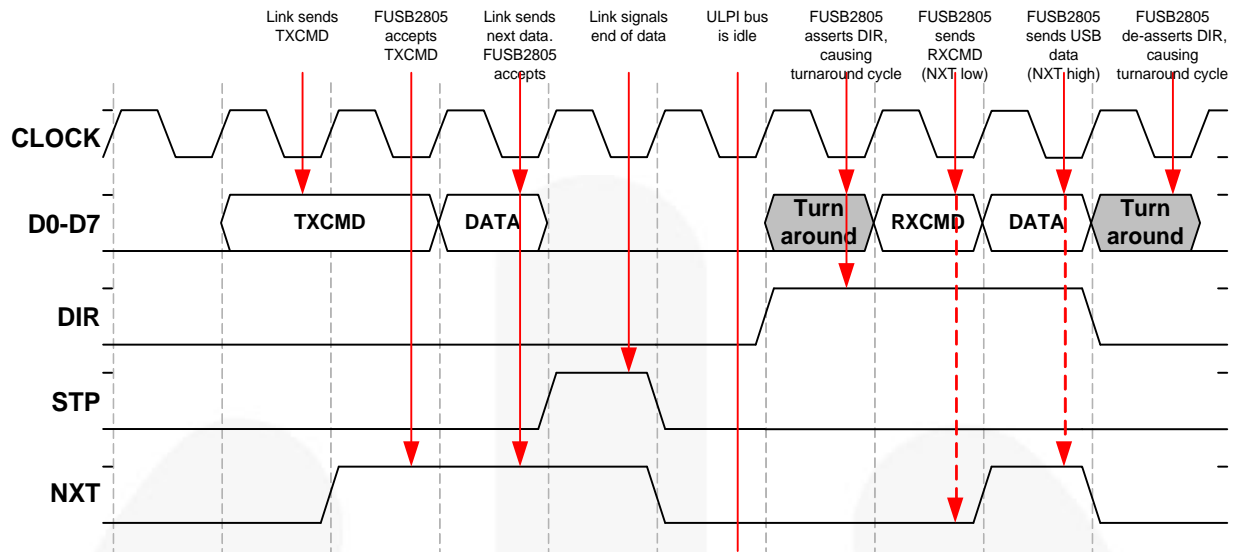 Link sends
TXCMD
FUSB2805
accepts
TXCMD
Link sends
next data.
FUSB2805
accepts
Link signals
end of data
ULPI bus
is idle
FUSB2805
asserts DIR,
causing
turnaround cycle
FUSB2805
sends
RXCMD
(NXT low)
FUSB2805
sends USB
data
(NXT high)
FUSB2805
de-asserts DIR,
causing
turnaround cycle
CLOCK
D0-D7
TXCMD
DATA
Turn
around
RXCMD
DATA
Turn
around
DIR
STP
NXT